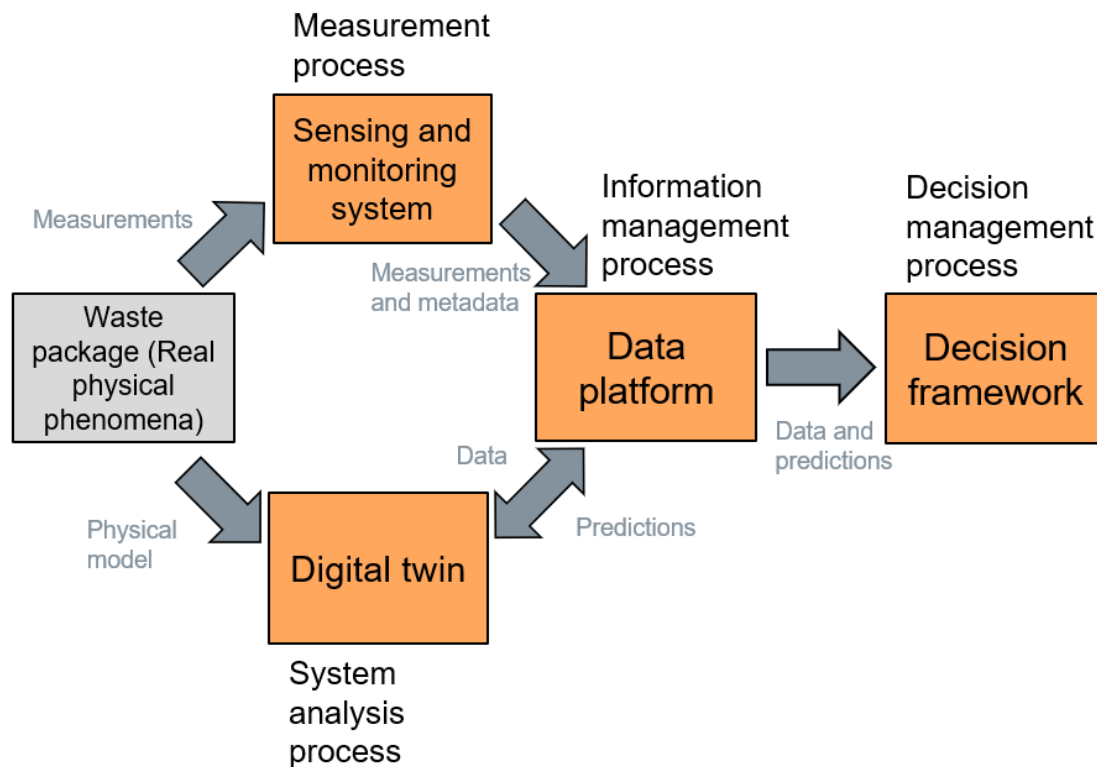 Measurement
process
Sensing and
monitoring
system
Measurements
Information
management
process
Decision
management
process
Measurements
and metadata
Waste
package (Real
physical
phenomena)
Data
platform
Decision
framework
Data and
predictions
Data
Predictions
Physical
model
Digital twin
System
analysis
process